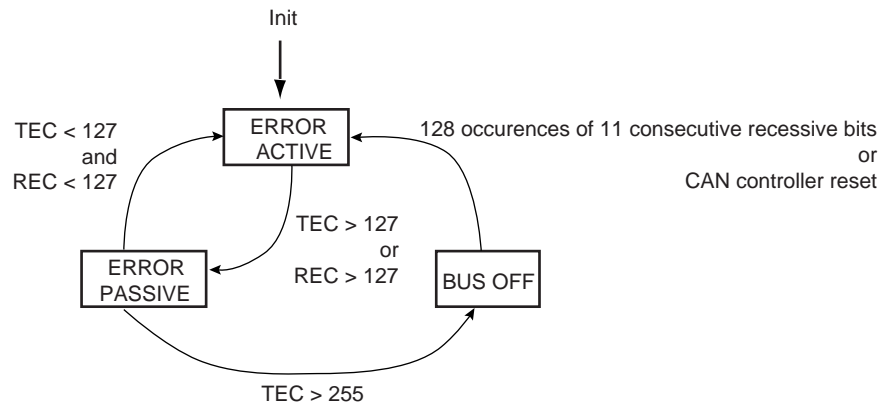 Init
ERROR
ACTIVE
TEC < 127
and
REC < 127
128 occurences of 11 consecutive recessive bits
or
CAN controller reset
TEC > 127
or
REC > 127
ERROR
PASSIVE
BUS OFF
TEC > 255